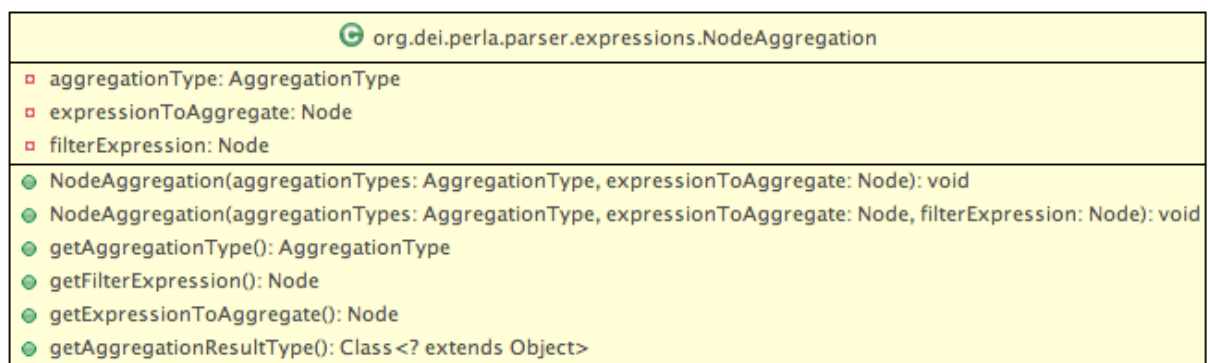 C org.dei.perla.parser.expressions.NodeAggregation
aggregationType: AggregationType
expressionToAggregate: Node
filterExpression: Node
NodeAggregation(aggregationTypes: AggregationType, expressionToAggregate: Node): void
NodeAggregation(aggregationTypes: AggregationType, expressionToAggregate: Node, filterExpression: Node): void
getAggregationType(): AggregationType
getFilterExpression(): Node
getExpressionToAggregate(): Node
getAggregationResultType(): Class<? extends Object>